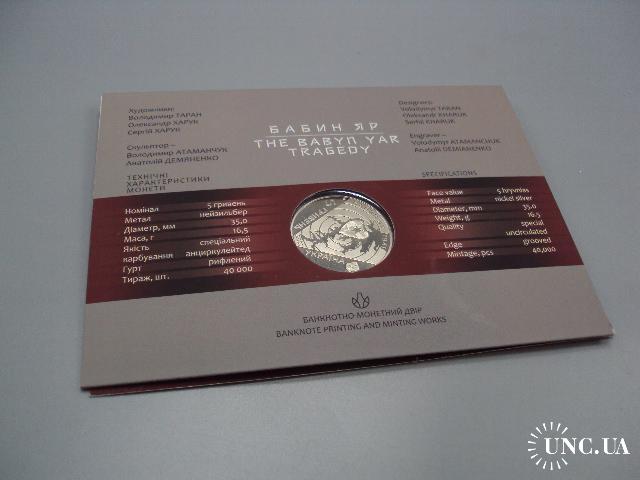 Художники:
Володимир ТАРАН
Олександр ХАРУК
Сергій ХАРУК
Скульптор –
Володимир АТАМАНЧУК
Анатолій ДЕМЯНЕНКО
БАБИН ЯР
THE BABYN YAR
TRAGEDY
Designers:
Volodymyr TARAN
Oleksandr KHARUK
Serhii KHARUK
Engraver –
Volodymyr ATAMANCHUK
Anatolii DEMIANENKO
ТЕХНІЧНІ
ХАРАКТЕРИСТИКИ
МОНЕТИ
Номінал 5 гривень
Метал нейзильбер
Діаметр, мм 35,0
Маса, г 16,5
Якість спеціальний
карбування анциркулейтед
Гурт рифлений
Тираж, шт. 40 000
SPECIFICATIONS
Face value 5 hryvnias
Metal nickel silver
Diameter, mm 35.0
Weight, g 16.5
Quality special
uncirculated
Edge grooved
Mintage, pcs 40,000
БАНКНОТНО-МОНЕТНИЙ ДВІР
BANKNOTE PRINTING AND MINTING WORKS
UNC.UA